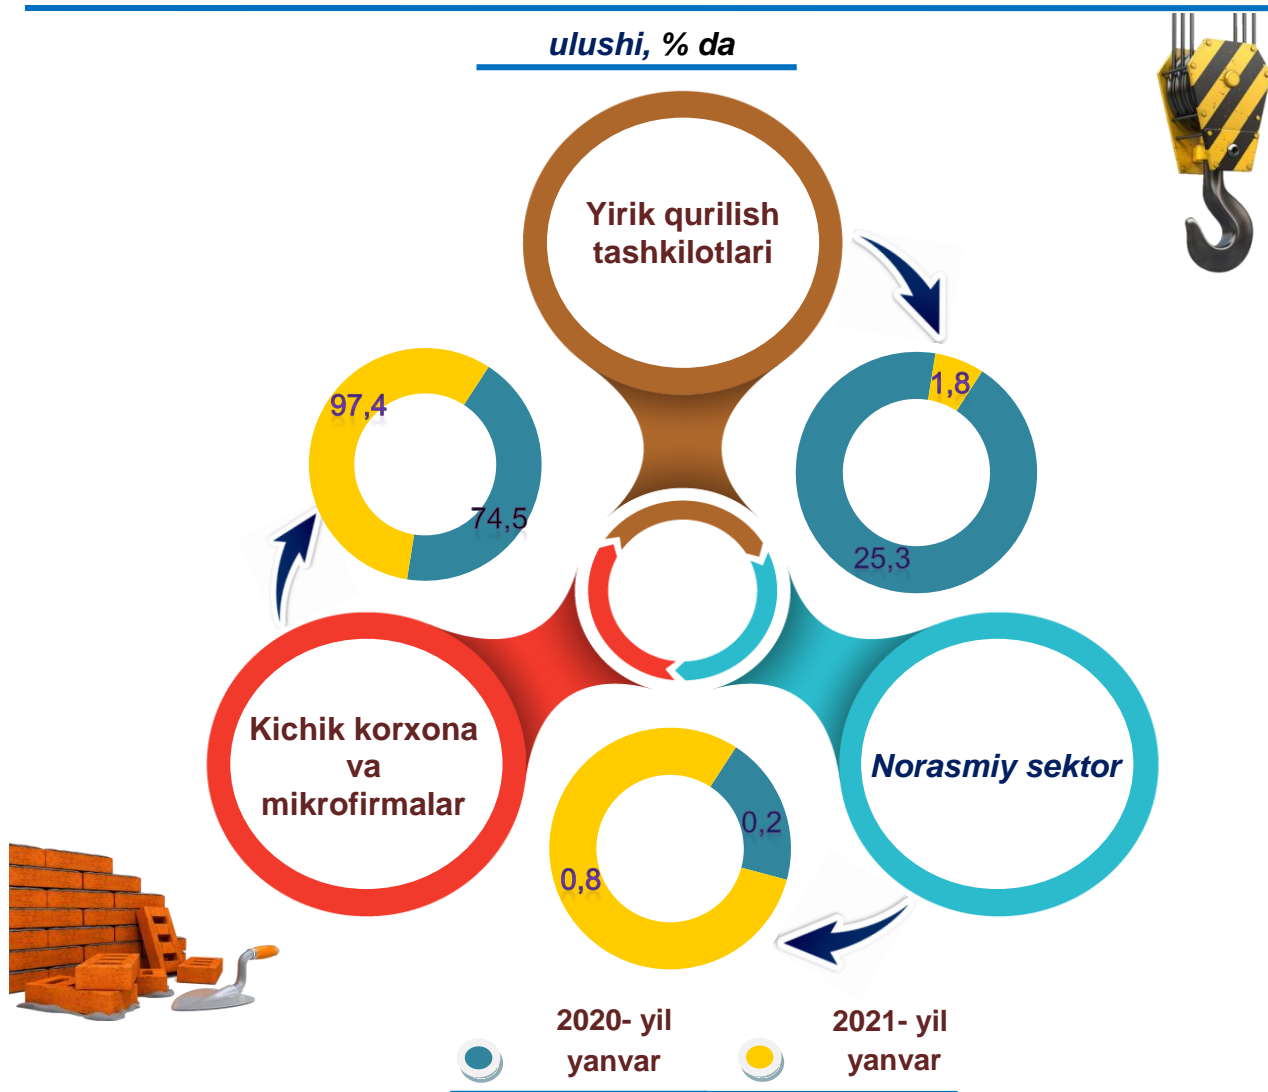 ulushi, % da
Yirik qurilish
tashkilotlari
97,4
74,5
1,8
25,3
Kichik korxona
va
mikrofirmalar
Norasmiy sektor
0,2
0,8
2020- yil
yanvar
2021- yil
yanvar